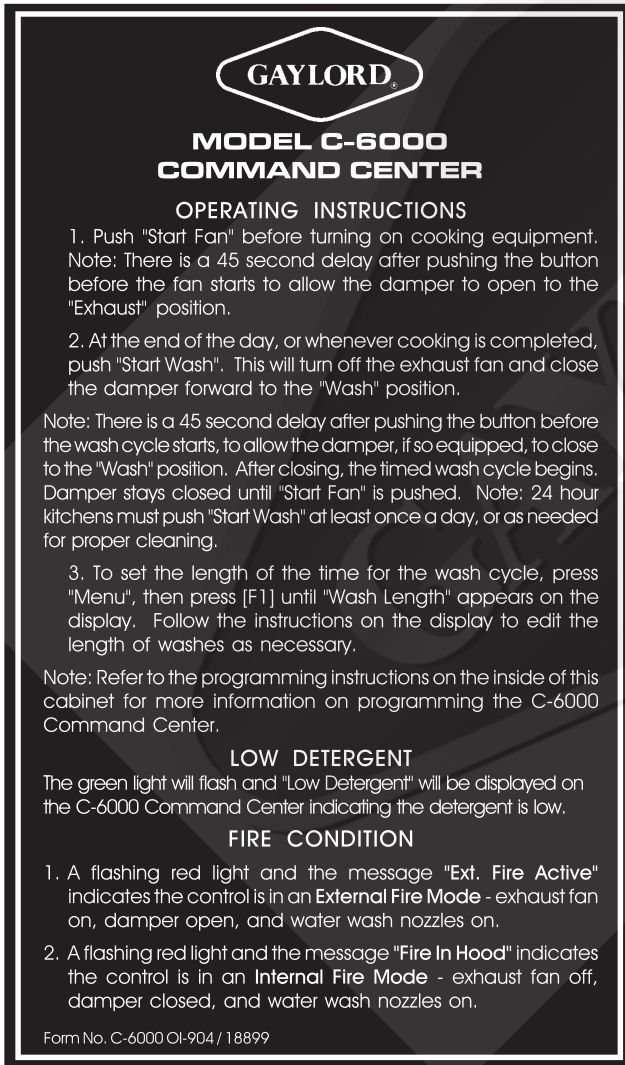 GAYLORD®
MODEL C-6000
COMMAND CENTER
OPERATING INSTRUCTIONS
1. Push "Start Fan" before turning on cooking equipment.
Note: There is a 45 second delay after pushing the button
before the fan starts to allow the damper to open to the
"Exhaust" position.
2. At the end of the day, or whenever cooking is completed,
push "Start Wash". This will turn off the exhaust fan and close
the damper forward to the "Wash" position.
Note: There is a 45 second delay after pushing the button before
the wash cycle starts, to allow the damper, if so equipped, to close
to the "Wash" position. After closing, the timed wash cycle begins.
Damper stays closed until "Start Fan" is pushed. Note: 24 hour
kitchens must push "Start Wash" at least once a day, or as needed
for proper cleaning.
3. To set the length of the time for the wash cycle, press
"Menu", then press [F1] until "Wash Length" appears on the
display. Follow the instructions on the display to edit the
length of washes as necessary.
Note: Refer to the programming instructions on the inside of this
cabinet for more information on programming the C-6000
Command Center.
LOW DETERGENT
The green light will flash and "Low Detergent" will be displayed on
the C-6000 Command Center indicating the detergent is low.
FIRE CONDITION
1. A flashing red light and the message "Ext. Fire Active"
indicates the control is in an External Fire Mode - exhaust fan
on, damper open, and water wash nozzles on.
2. A flashing red light and the message "Fire In Hood" indicates
the control is in an Internal Fire Mode - exhaust fan off,
damper closed, and water wash nozzles on.
Form No. C-6000 OI-904 / 18899